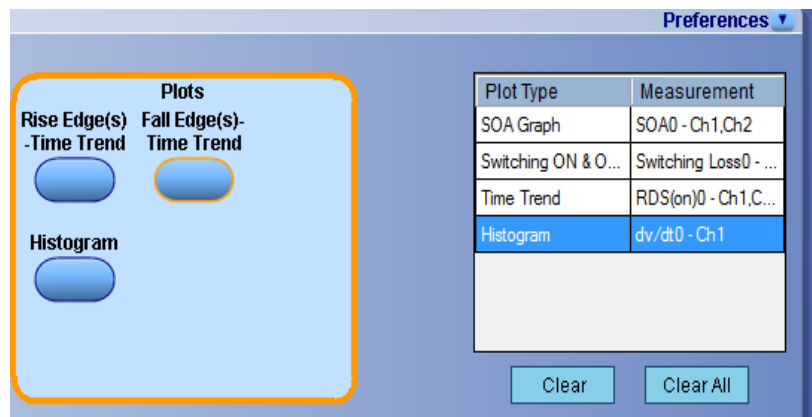 Preferences
Plots
Rise Edge(s) Fall Edge(s)-
-Time Trend Time Trend
Histogram
Plot Type Measurement
SOA Graph SOA0 - Ch1,Ch2
Switching ON & O... Switching Loss0 - ...
Time Trend RDS(on)0 - Ch1,C...
Histogram dv/dt0 - Ch1
Clear Clear All